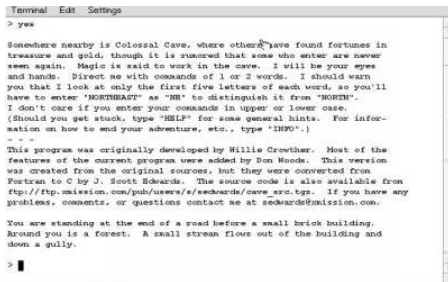 Terminal Edit Settings
> yes
Somewhere nearby is Colossal Cave, where others have found fortunes in
treasure and gold, though it is rumored that some who enter are never
seen again. Magic is said to work in the cave. I will be your eyes
and hands. Direct me with commands of 1 or 2 words. I should warn
you that I look at only the first five letters of each word, so you'll
have to enter "NORTHEAST" as "NE" to distinguish it from "NORTH".
I don't care if you enter your commands in upper or lower case.
(Should you get stuck, type "HELP" for some general hints. For infor-
mation on how to end your adventure, etc., type "INFO".)
- - -
This program was originally developed by Willie Crowther. Most of the
features of the current program were added by Don Woods. This version
was created from the original sources, but they were converted from
Fortran to C by J. Scott Edwards. The source code is also available from
ftp://ftp.xmission.com/pub/users/s/sedwards/cave_src.tgz. If you have any
problems, comments, or questions contact me at sedwards@xmission.com.
You are standing at the end of a road before a small brick building.
Around you is a forest. A small stream flows out of the building and
down a gully.
>